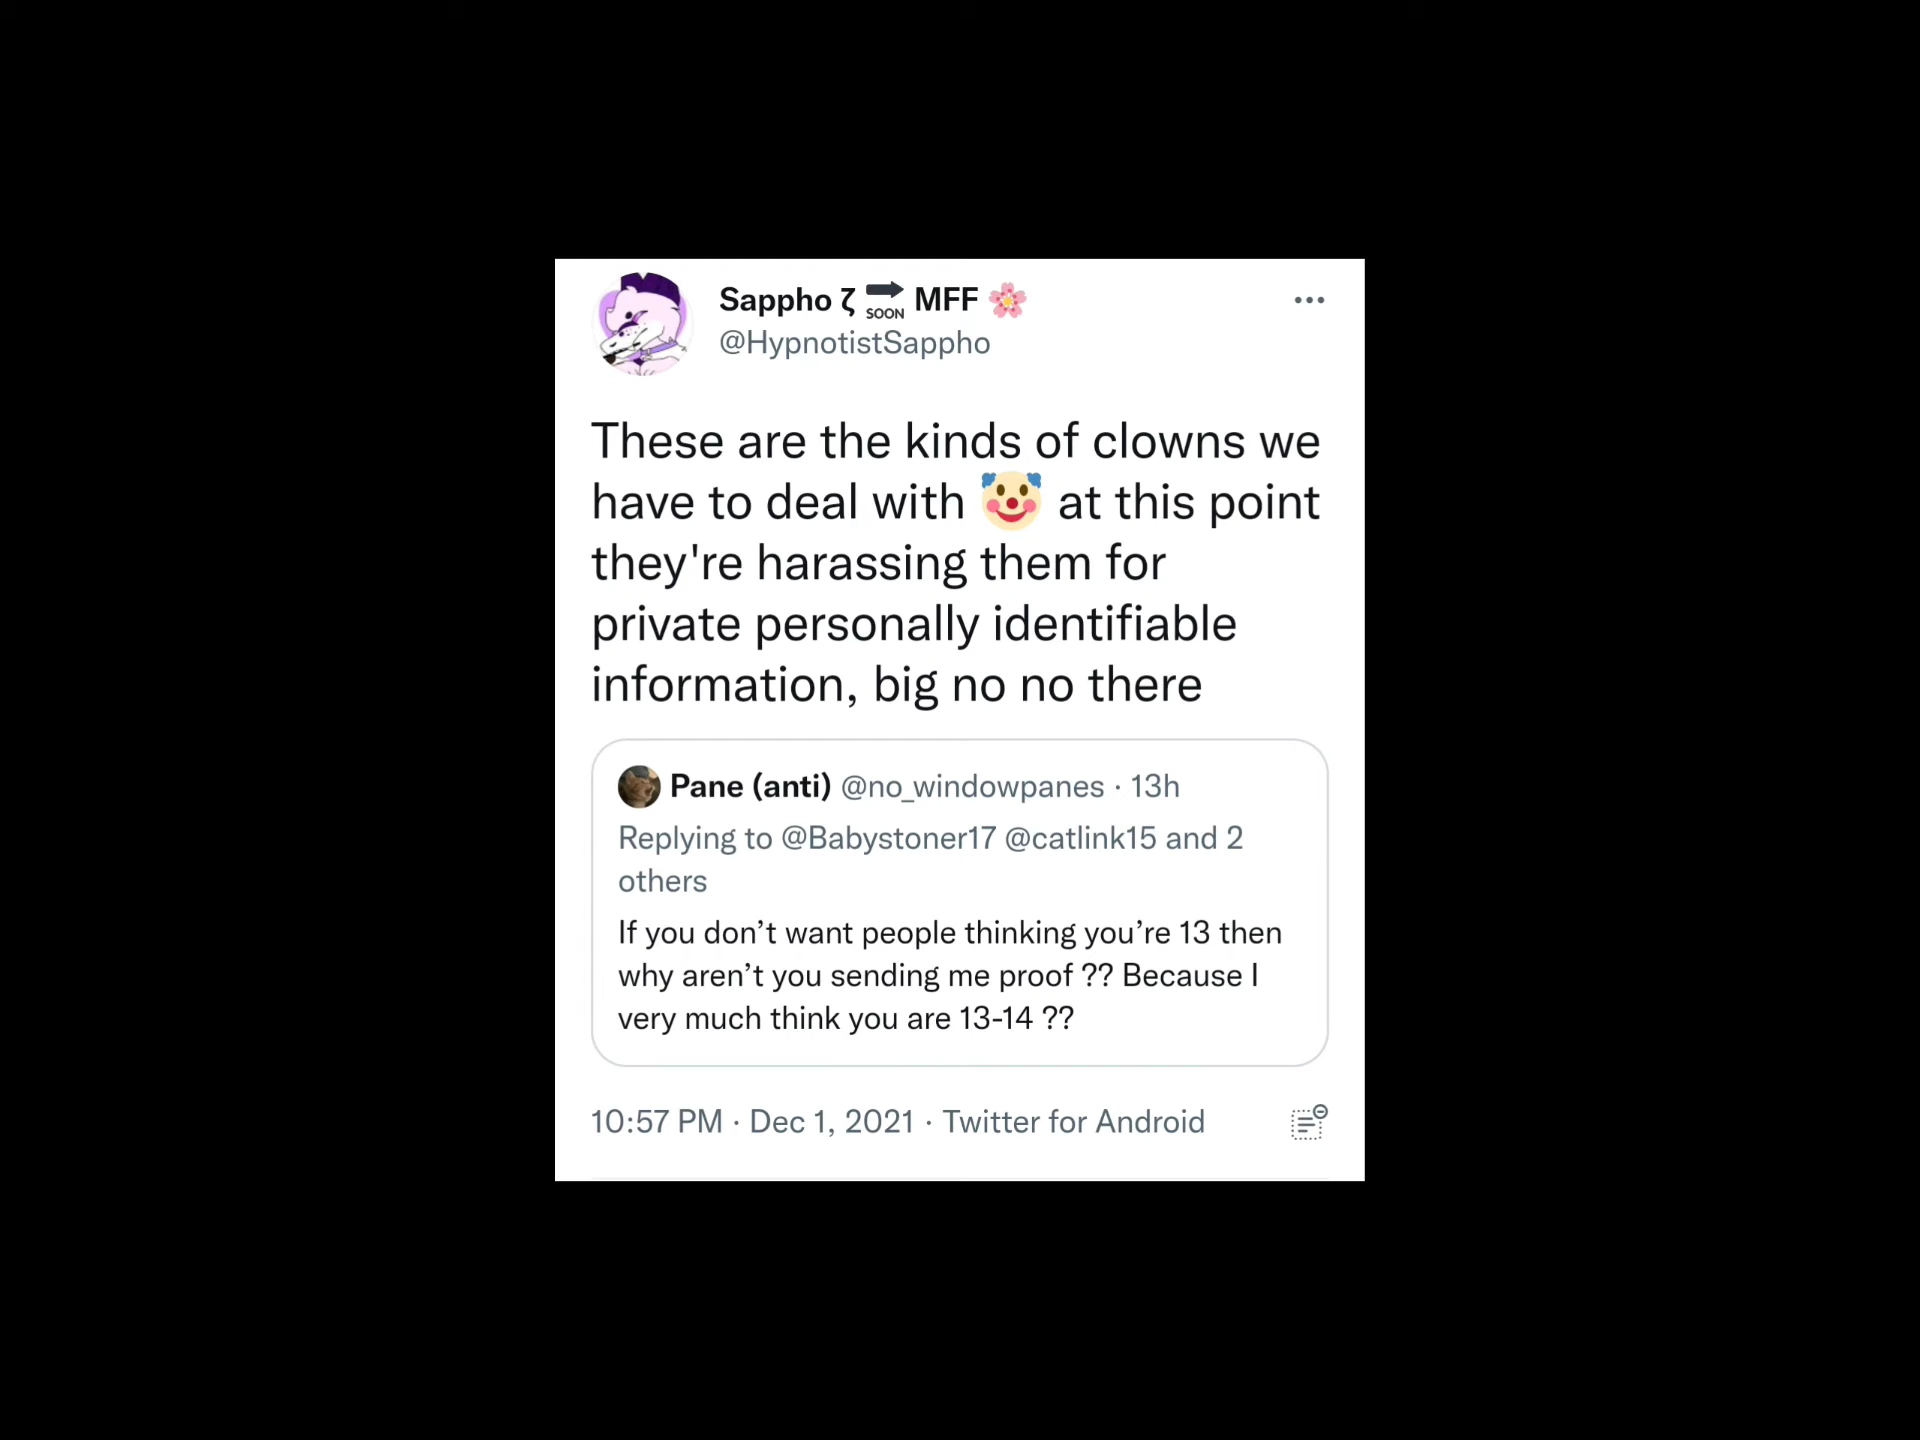 Sappho ζ 🔜 MFF 🌸
@HypnotistSappho
These are the kinds of clowns we
have to deal with 🤡 at this point
they're harassing them for
private personally identifiable
information, big no no there
Pane (anti) @no_windowpanes · 13h
Replying to @Babystoner17 @catlink15 and 2
others
If you don’t want people thinking you’re 13 then
why aren’t you sending me proof ?? Because I
very much think you are 13-14 ??
10:57 PM · Dec 1, 2021 · Twitter for Android